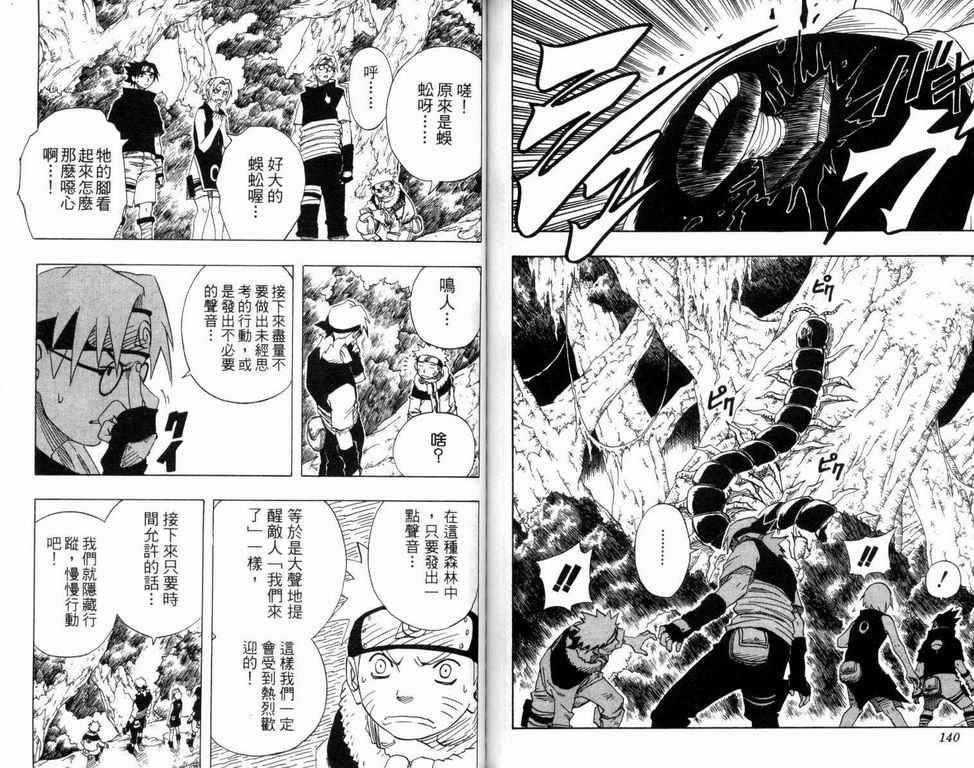 ガ
ギ
ン
ピク
ピク
ピク
………
!!
!!
!
140
嗟！
原來是蜈
蚣呀……
呼……
好大的
蜈蚣喔…
牠的腳看
起來怎麼
那麼噁心
啊…！
鳴人…
啥？
接下來盡量不
要做出未經思
考的行動，或
是發出不必要
的聲音…
クイ
在這種森林中
，只要發出一
點聲音…
等於是大聲地提
醒敵人「我們來
了」一樣，
這樣我們一定
會受到熱烈歡
迎的！
接下來只要時
間允許的話…
我們就隱藏行
蹤，慢慢行動
吧！